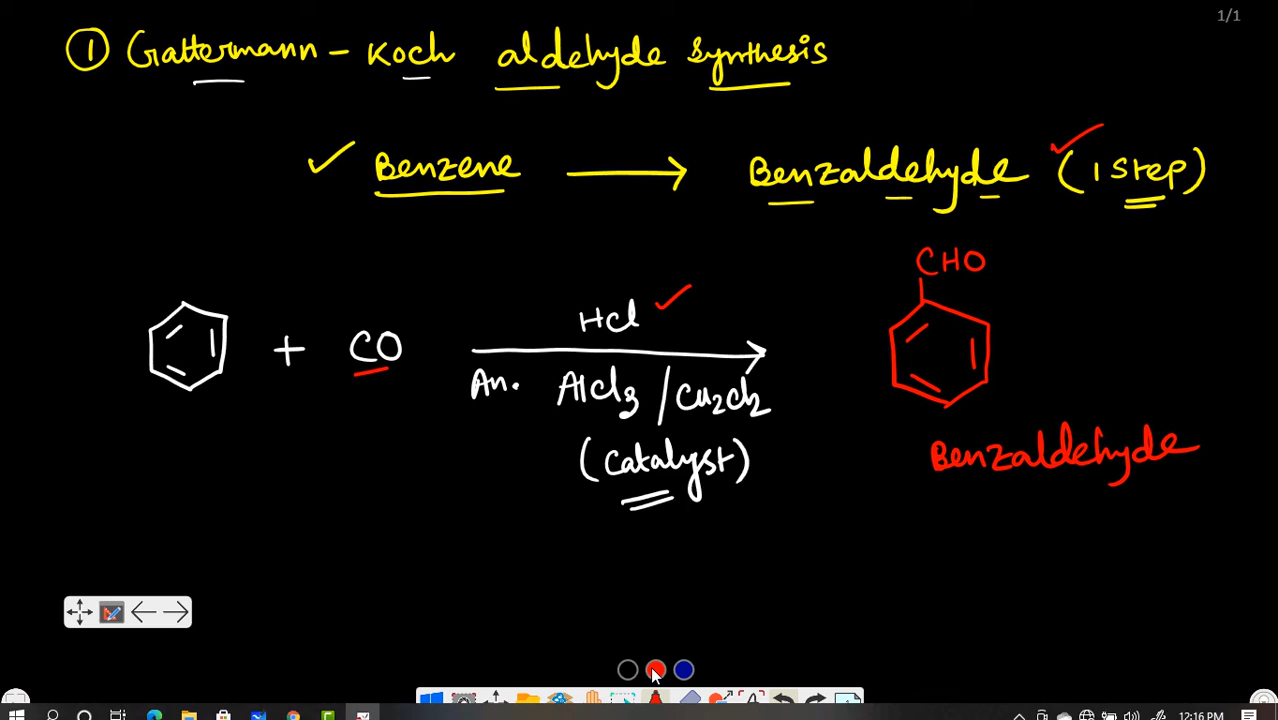 1/1
① Gattermann - Koch aldehyde synthesis
Benzene → Benzaldehyde (1 step)
CHO
HCl
+ CO
An. AlCl3 / Cu2Cl2
(Catalyst)
Benzaldehyde
12:16 PM